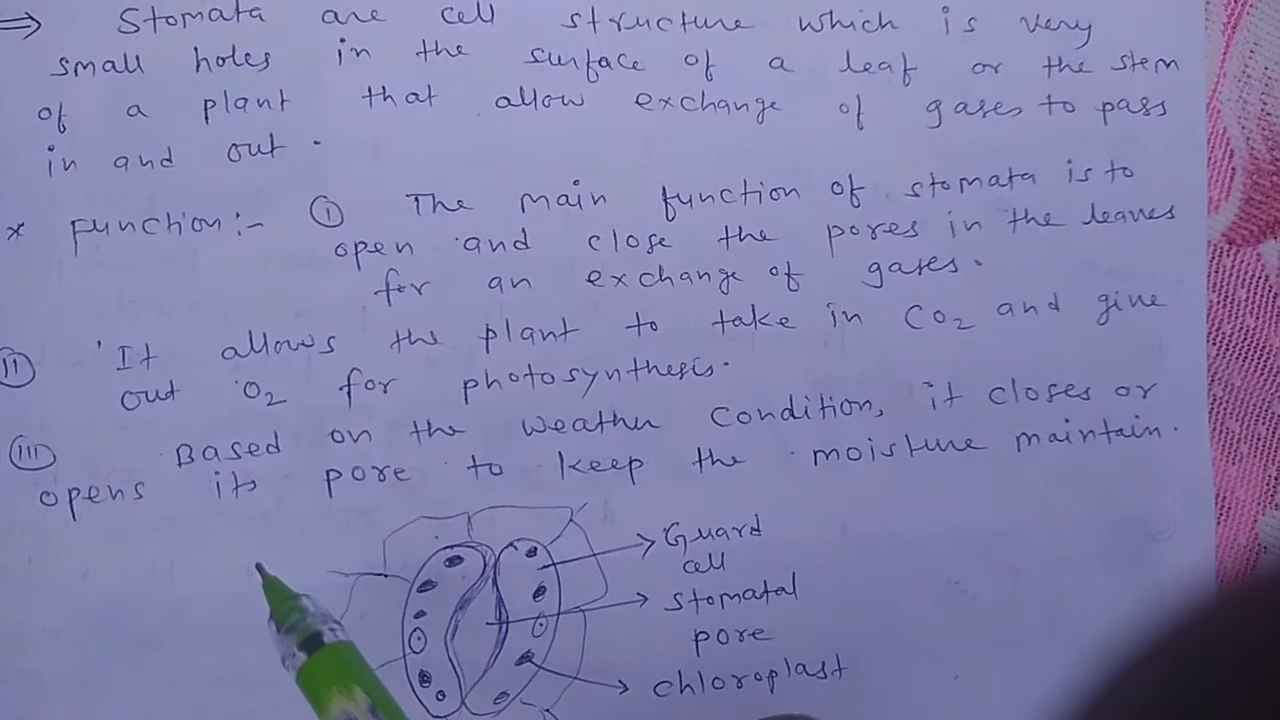 ⇒ Stomata are cell structure which is very
small holes in the surface of a leaf or the stem
of a plant that allow exchange of gases to pass
in and out.
* Function:- ① The main function of stomata is to
open and close the pores in the leaves
for an exchange of gases.
ⓘⓘ It allows the plant to take in CO₂ and give
out O₂ for photosynthesis.
(III) Based on the weather condition, it closes or
opens its pore to keep the moisture maintain.
Guard
cell
stomatal
pore
chloroplast